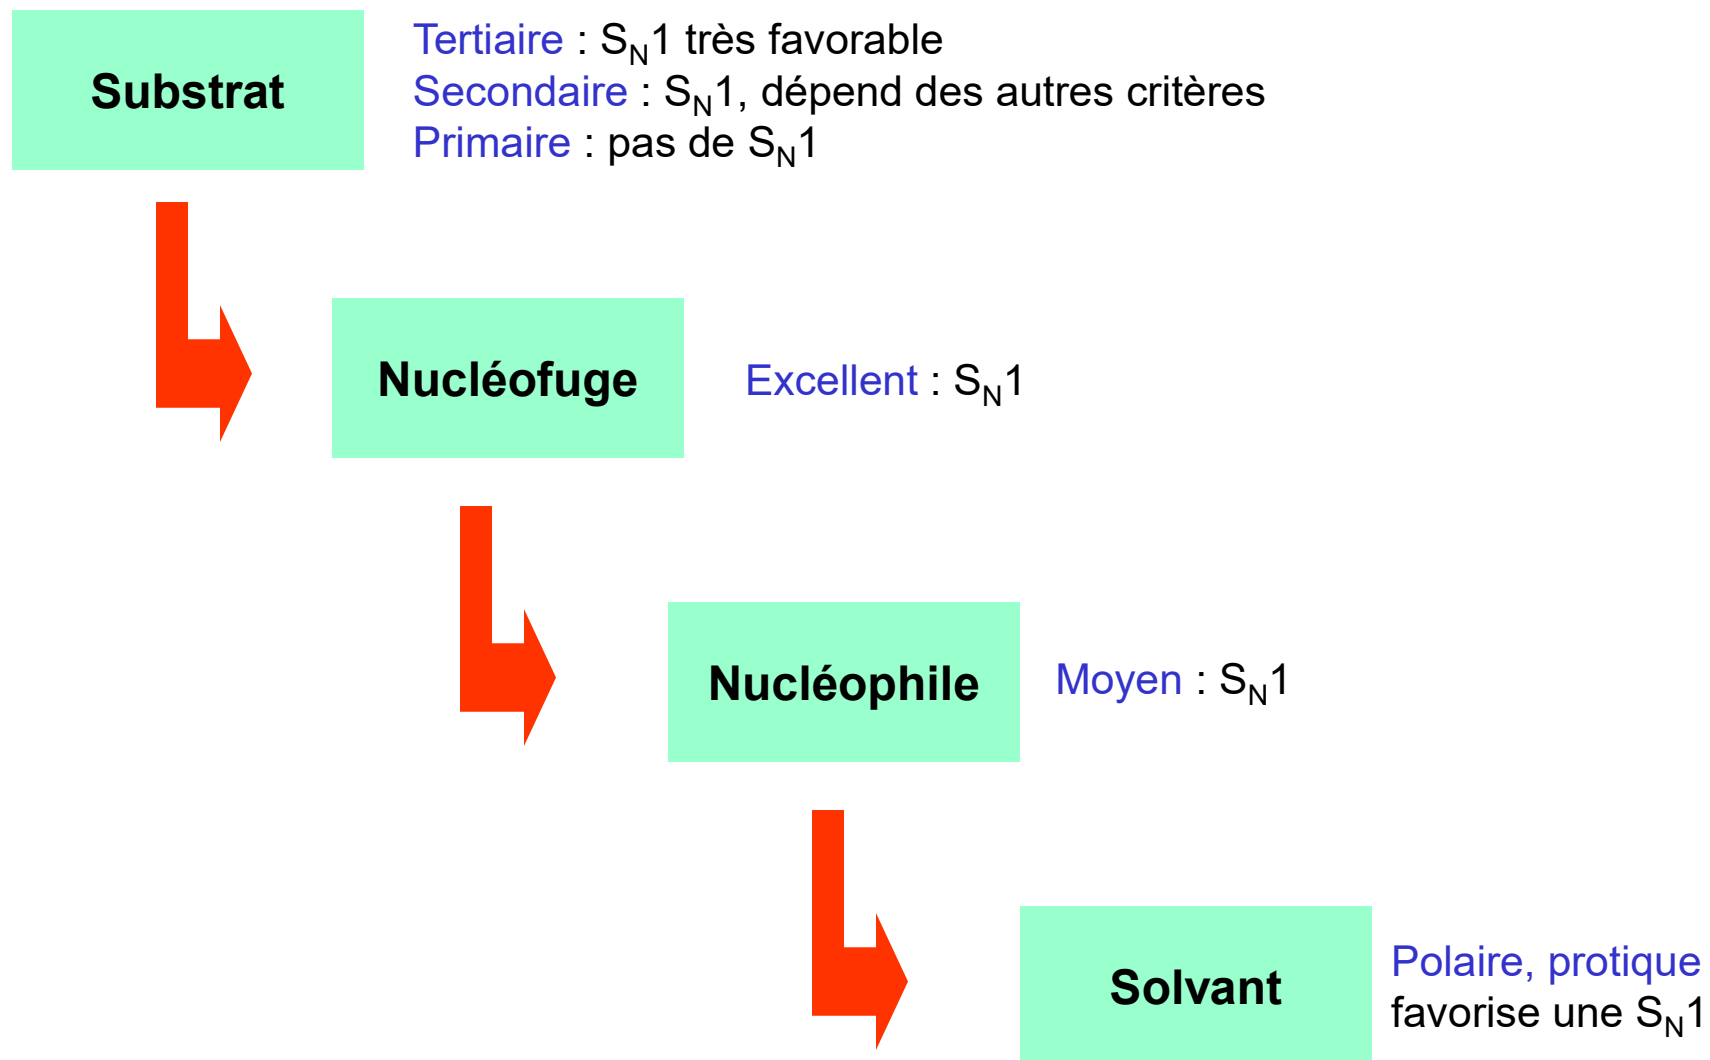 Substrat
Tertiaire : SN1 très favorable
Secondaire : SN1, dépend des autres critères
Primaire : pas de SN1
Nucléofuge
Excellent : SN1
Nucléophile
Moyen : SN1
Solvant
Polaire, protique
favorise une SN1